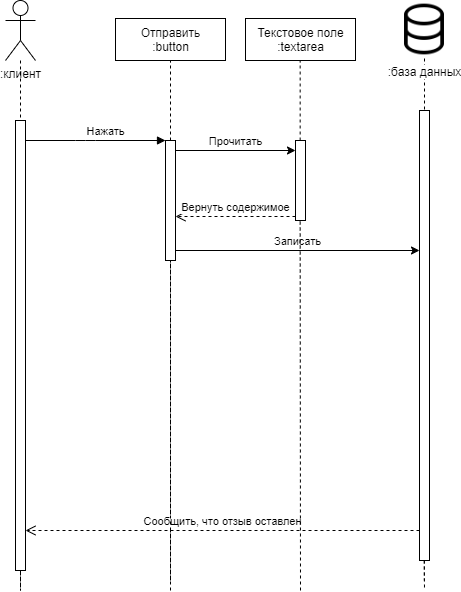 Отправить
:button
Текстовое поле
:textarea
:клиент
:база данных
Нажать
Прочитать
Вернуть содержимое
Записать
Сообщить, что отзыв оставлен